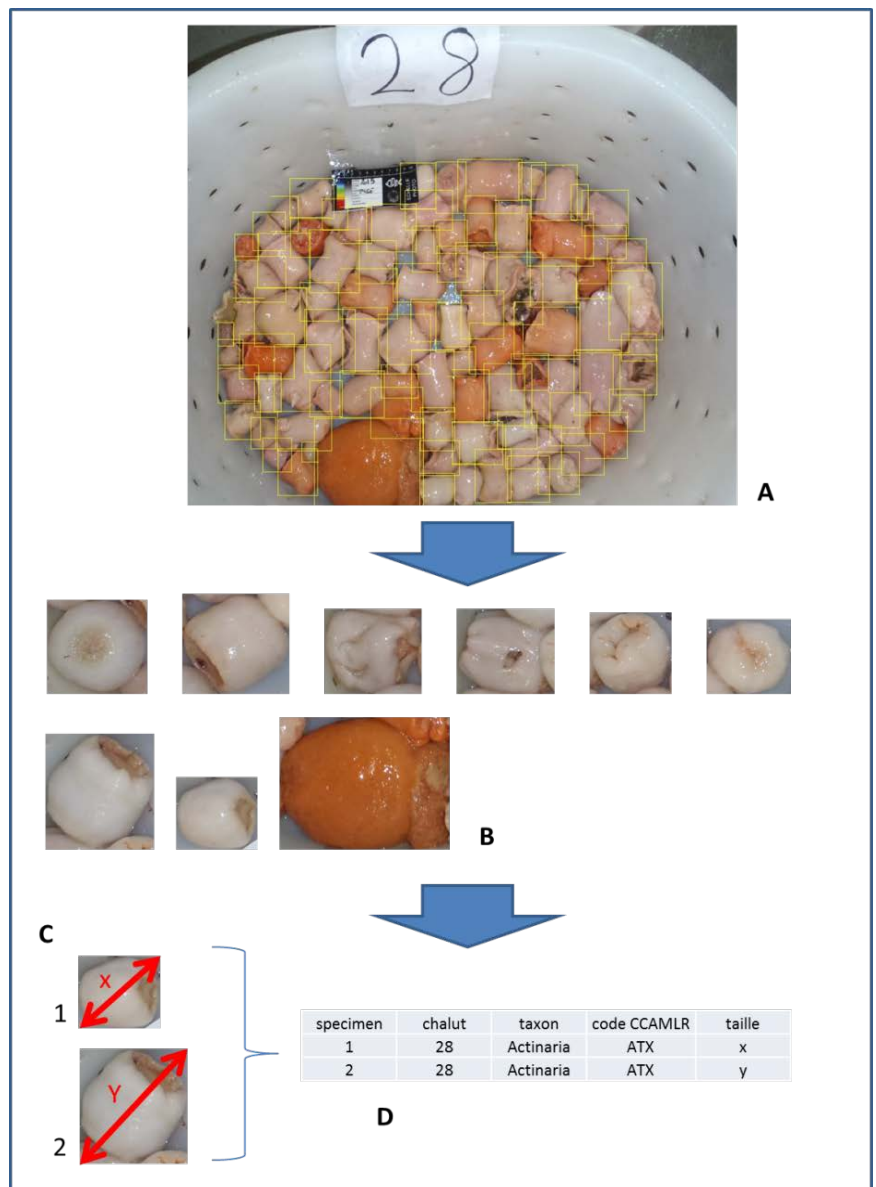 28
A
B
C
x
1
Y
2
specimen chalut taxon code CCAMLR taille
1 28 Actinaria ATX x
2 28 Actinaria ATX y
D